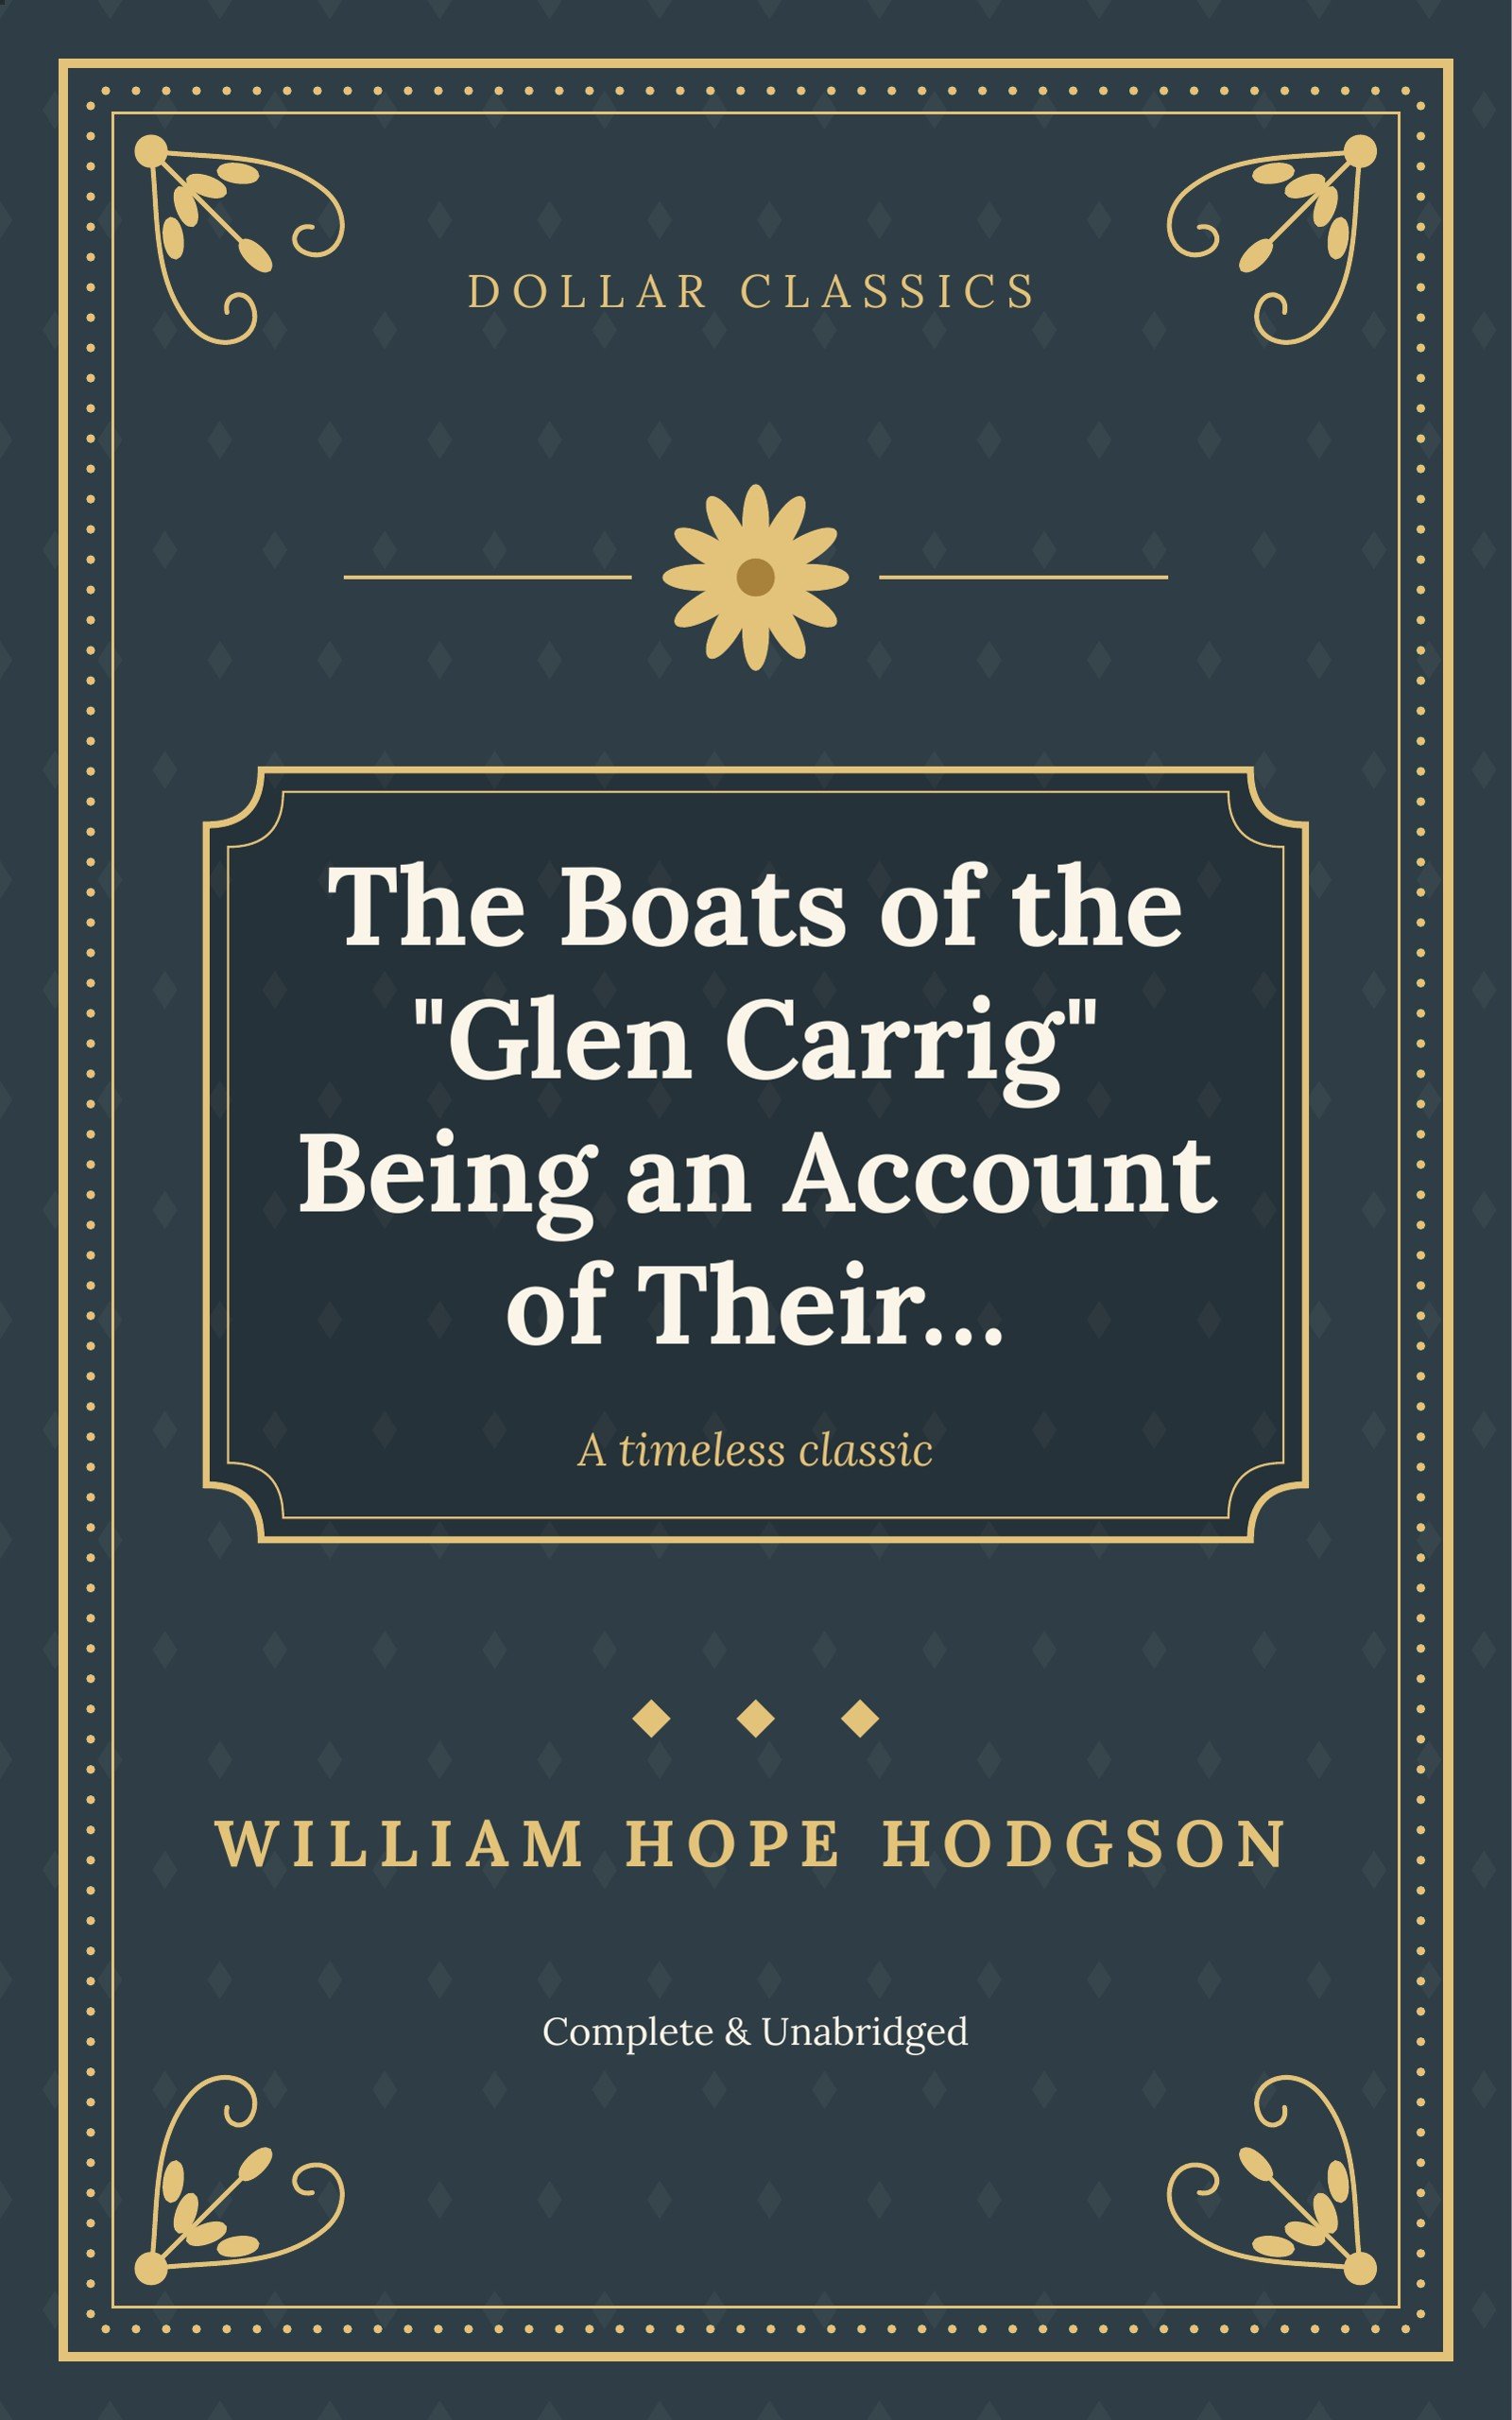 DOLLAR CLASSICS
The Boats of the
"Glen Carrig"
Being an Account
of Their...
A timeless classic
WILLIAM HOPE HODGSON
Complete & Unabridged